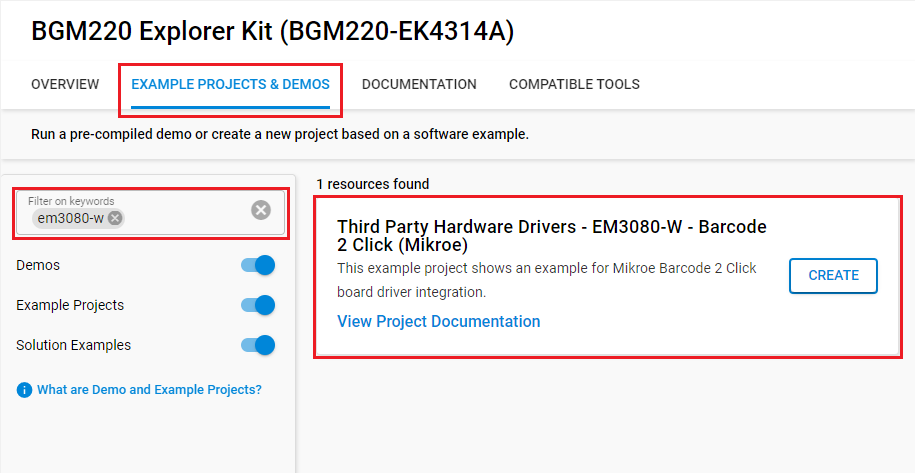 BGM220 Explorer Kit (BGM220-EK4314A)
OVERVIEW EXAMPLE PROJECTS & DEMOS DOCUMENTATION COMPATIBLE TOOLS
Run a pre-compiled demo or create a new project based on a software example.
Filter on keywords
em3080-w
Demos
Example Projects
Solution Examples
What are Demo and Example Projects?
1 resources found
Third Party Hardware Drivers - EM3080-W - Barcode
2 Click (Mikroe)
This example project shows an example for Mikroe Barcode 2 Click
board driver integration.
View Project Documentation
CREATE